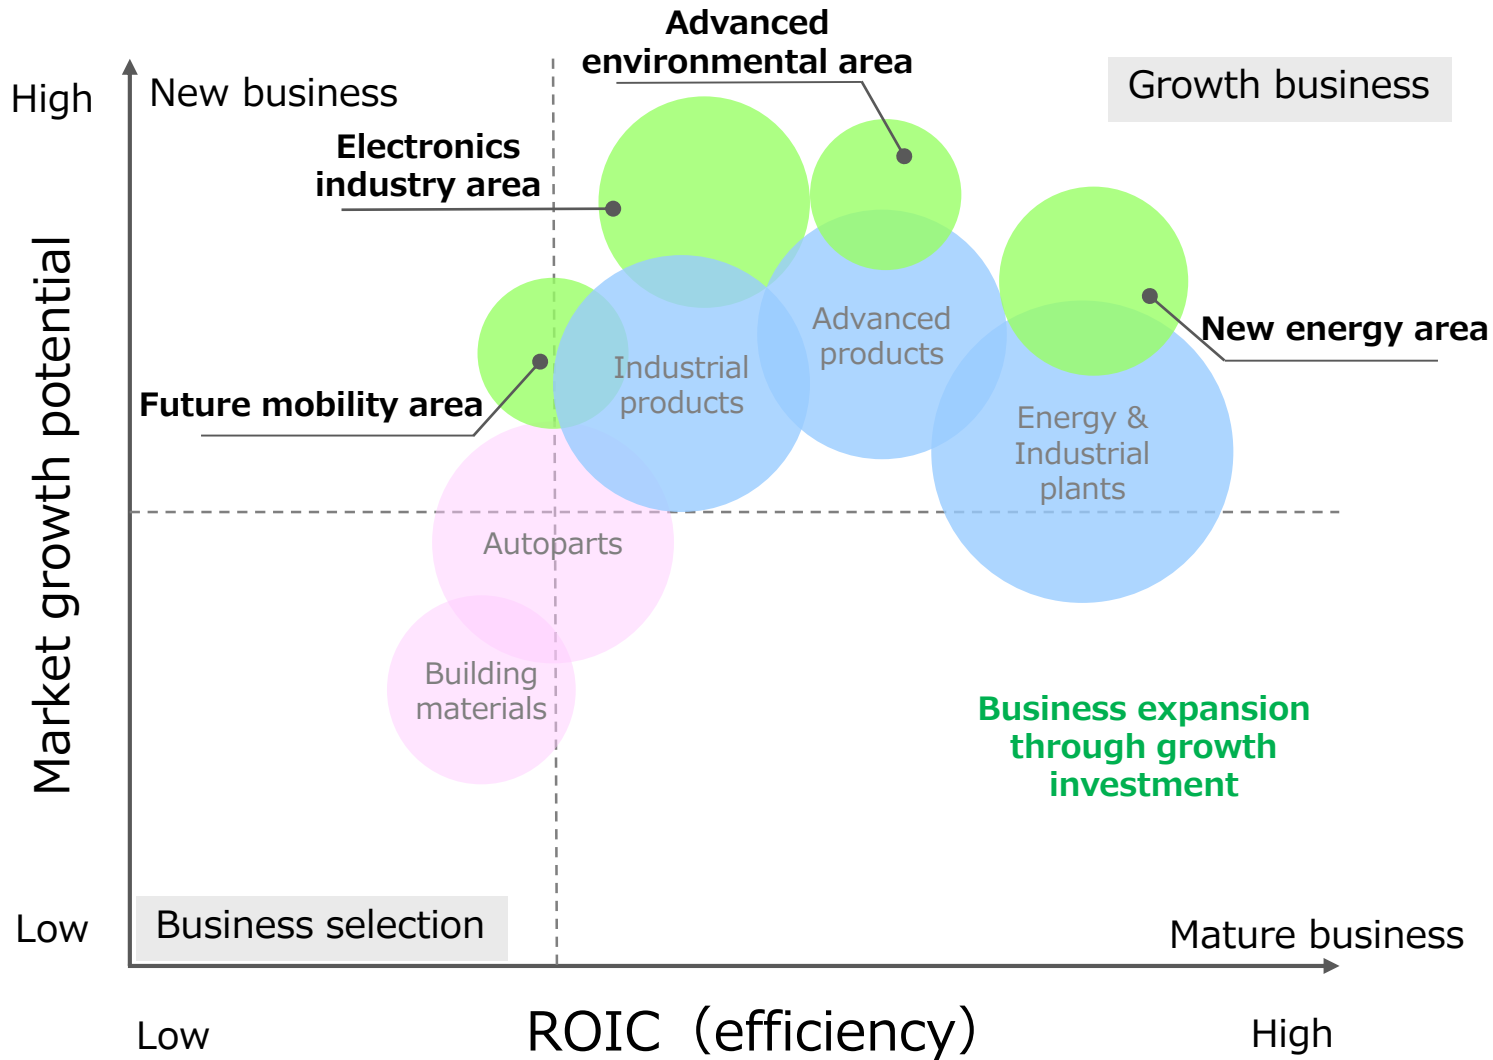 Advanced
environmental area
High
New business
Growth business
Electronics
industry area
Advanced
products
New energy area
Industrial
products
Future mobility area
Energy &
Industrial
plants
Market growth potential
Autoparts
Building
materials
Business expansion
through growth
investment
Low
Business selection
Mature business
Low
ROIC（efficiency）
High